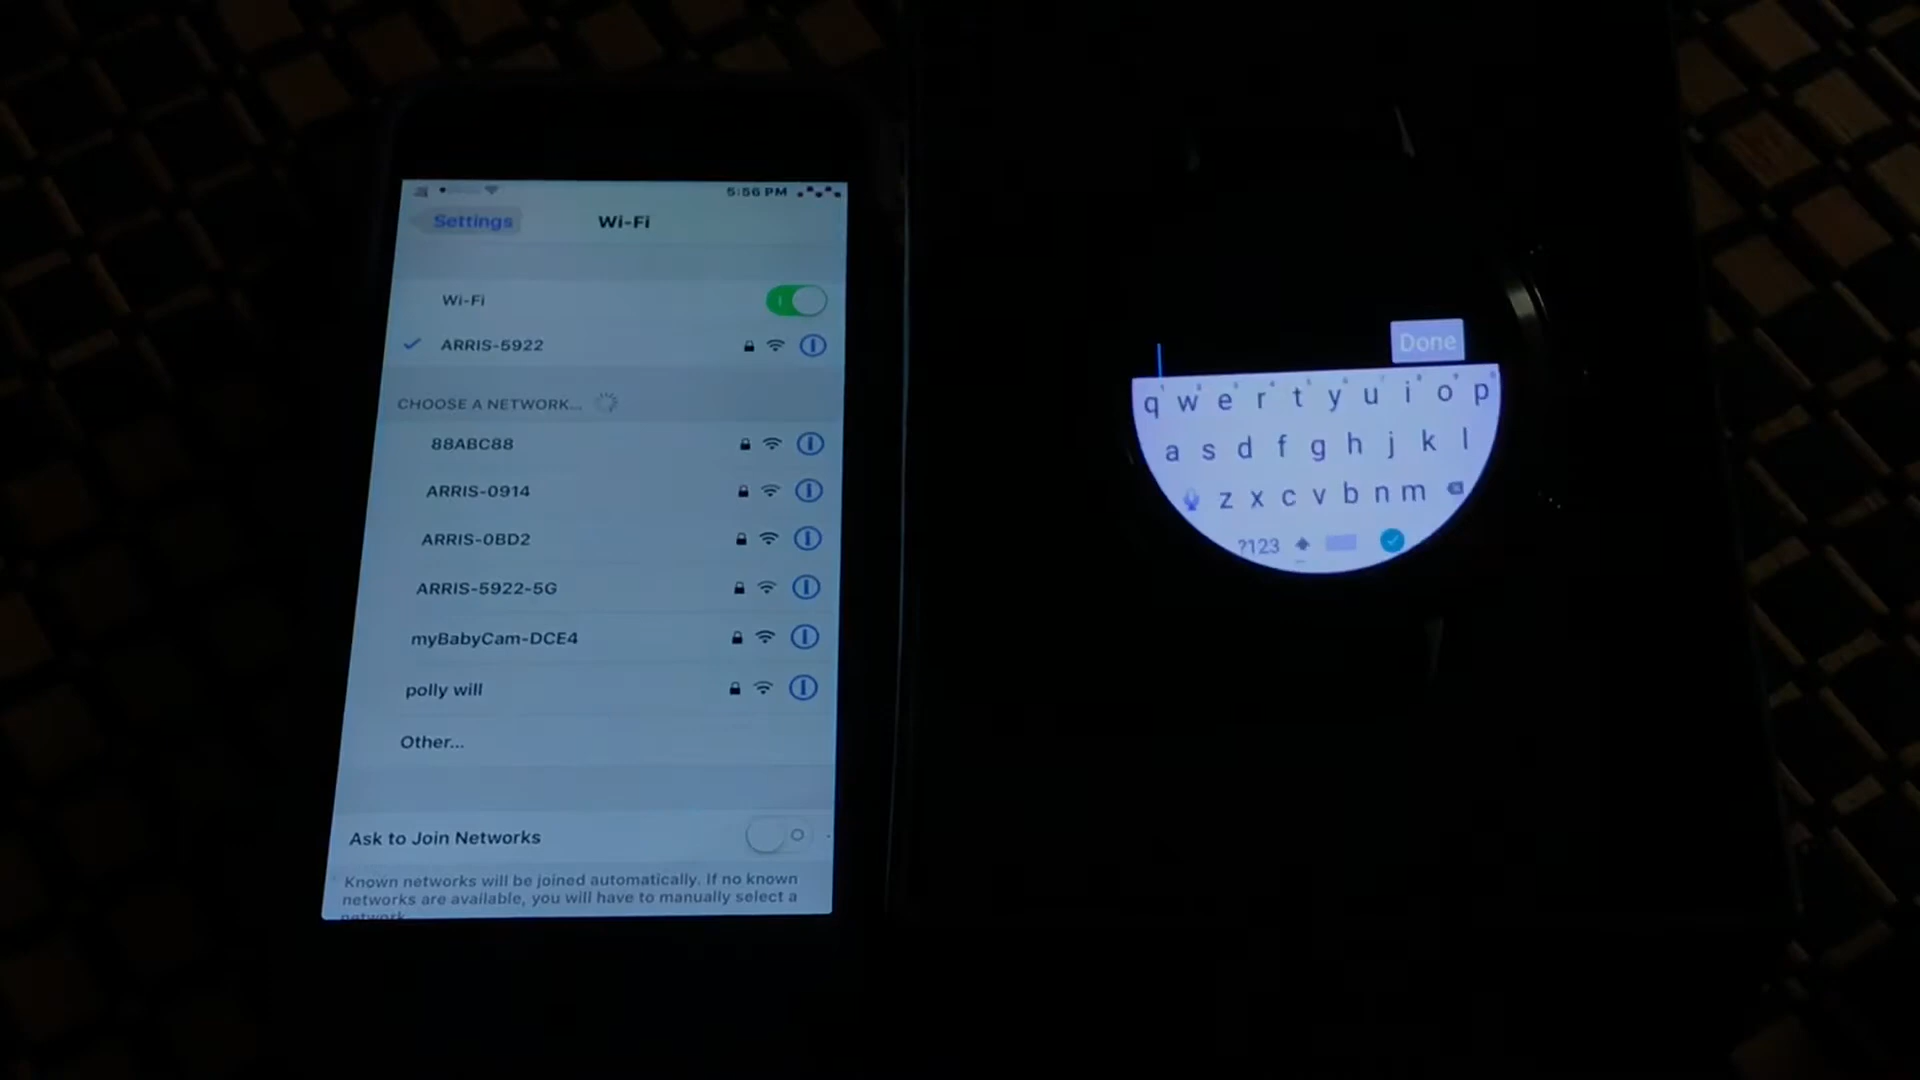 5:56 PM
Settings
Wi-Fi
Wi-Fi
ARRIS-5922
CHOOSE A NETWORK...
88ABC88
ARRIS-0914
ARRIS-0BD2
ARRIS-5922-5G
myBabyCam-DCE4
polly will
Other...
Ask to Join Networks
Known networks will be joined automatically. If no known
networks are available, you will have to manually select a
network.
Done
q w e r t y u i o p
a s d f g h j k l
z x c v b n m
?123